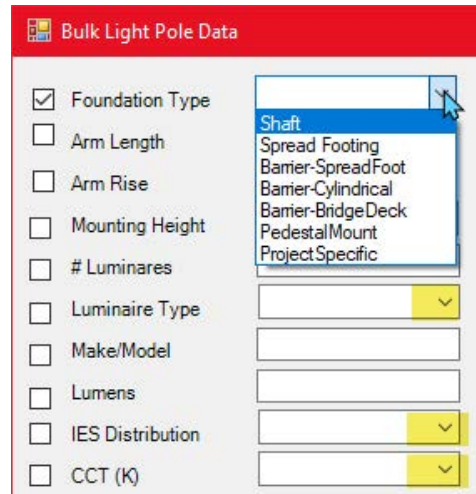 Bulk Light Pole Data
Foundation Type
Shaft
Spread Footing
Barrier-SpreadFoot
Barrier-Cylindrical
Barrier-BridgeDeck
PedestalMount
ProjectSpecific
Arm Length
Arm Rise
Mounting Height
# Luminares
Luminaire Type
Make/Model
Lumens
IES Distribution
CCT (K)